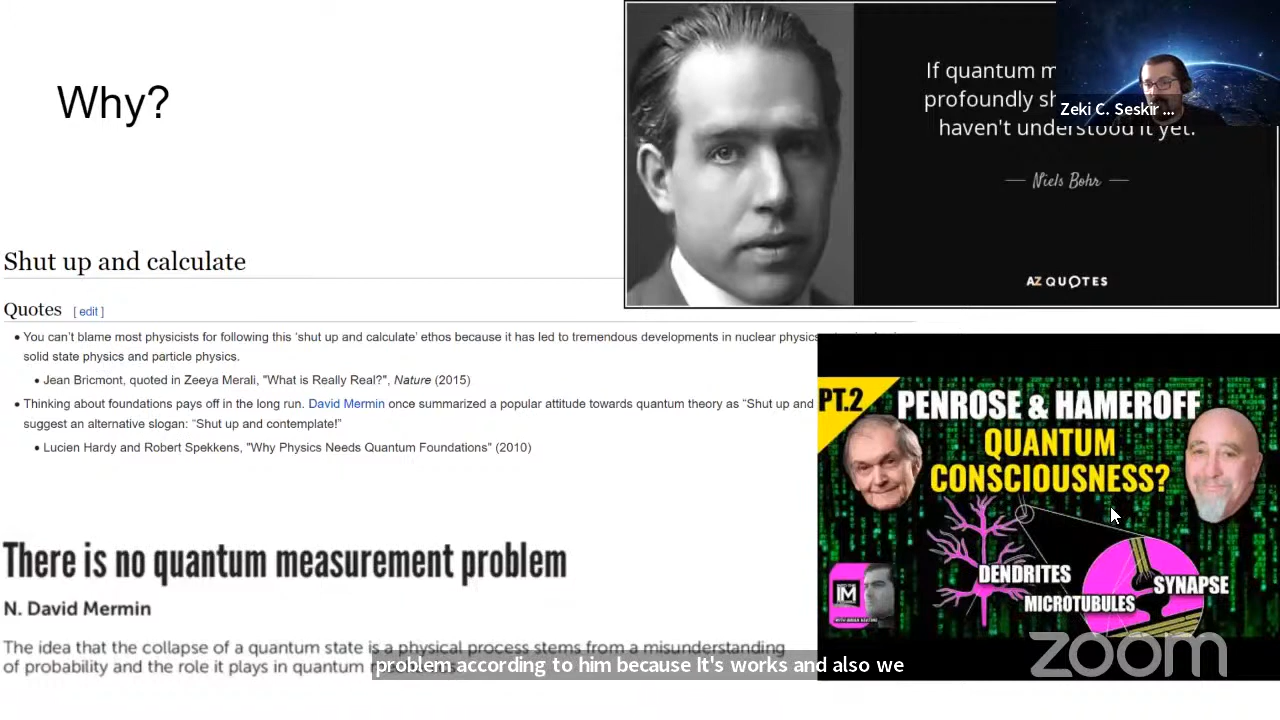 Why?
If quantum m
profoundly sh
haven't understood it yet.
— Niels Bohr —
AZ QUOTES
Zeki C. Seskir ...
Shut up and calculate
Quotes [ edit ]
• You can't blame most physicists for following this 'shut up and calculate' ethos because it has led to tremendous developments in nuclear physics
solid state physics and particle physics.
• Jean Bricmont, quoted in Zeeya Merali, "What is Really Real?", Nature (2015)
• Thinking about foundations pays off in the long run. David Mermin once summarized a popular attitude towards quantum theory as “Shut up and
suggest an alternative slogan: “Shut up and contemplate!”
• Lucien Hardy and Robert Spekkens, "Why Physics Needs Quantum Foundations" (2010)
PT.2
PENROSE & HAMEROFF
QUANTUM
CONSCIOUSNESS?
DENDRITES
MICROTUBULES
SYNAPSE
IM
There is no quantum measurement problem
N. David Mermin
The idea that the collapse of a quantum state is a physical process stems from a misunderstanding
of probability and the role it plays in quantum
problem according to him because It's works and also we
zoom